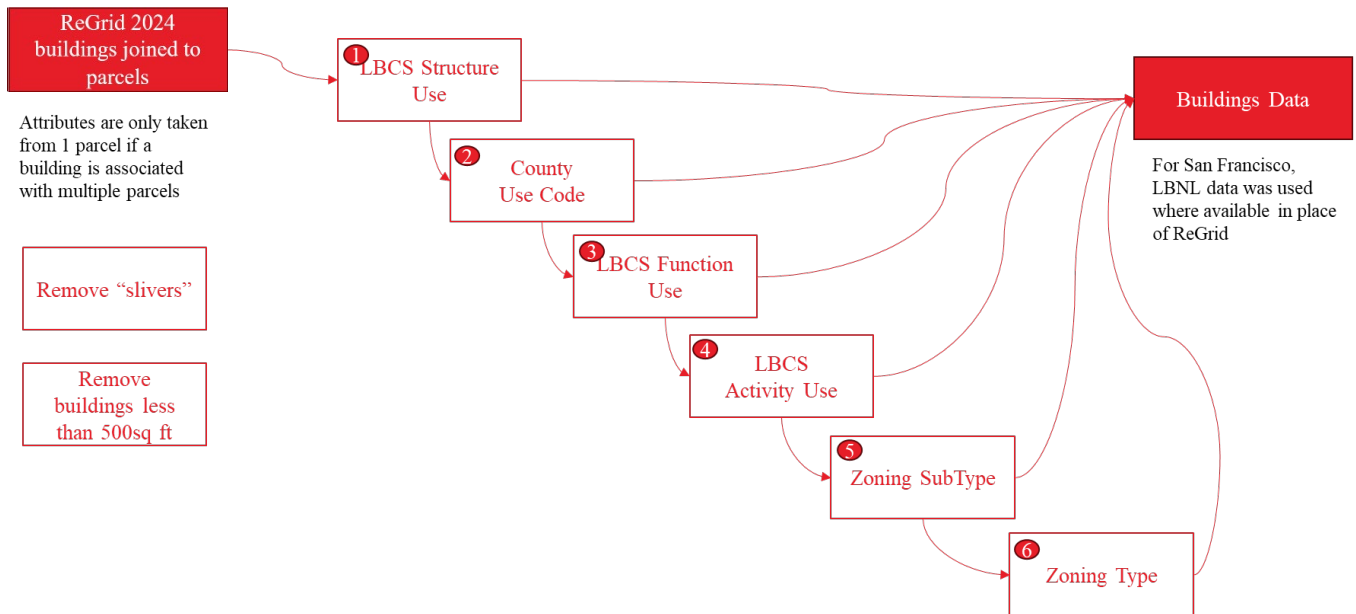 ReGrid 2024
buildings joined to
parcels
Attributes are only taken
from 1 parcel if a
building is associated
with multiple parcels
Remove “slivers”
Remove
buildings less
than 500sq ft
1
LBCS Structure
Use
2
County
Use Code
3
LBCS Function
Use
4
LBCS
Activity Use
5
Zoning SubType
6
Zoning Type
Buildings Data
For San Francisco,
LBNL data was used
where available in place
of ReGrid